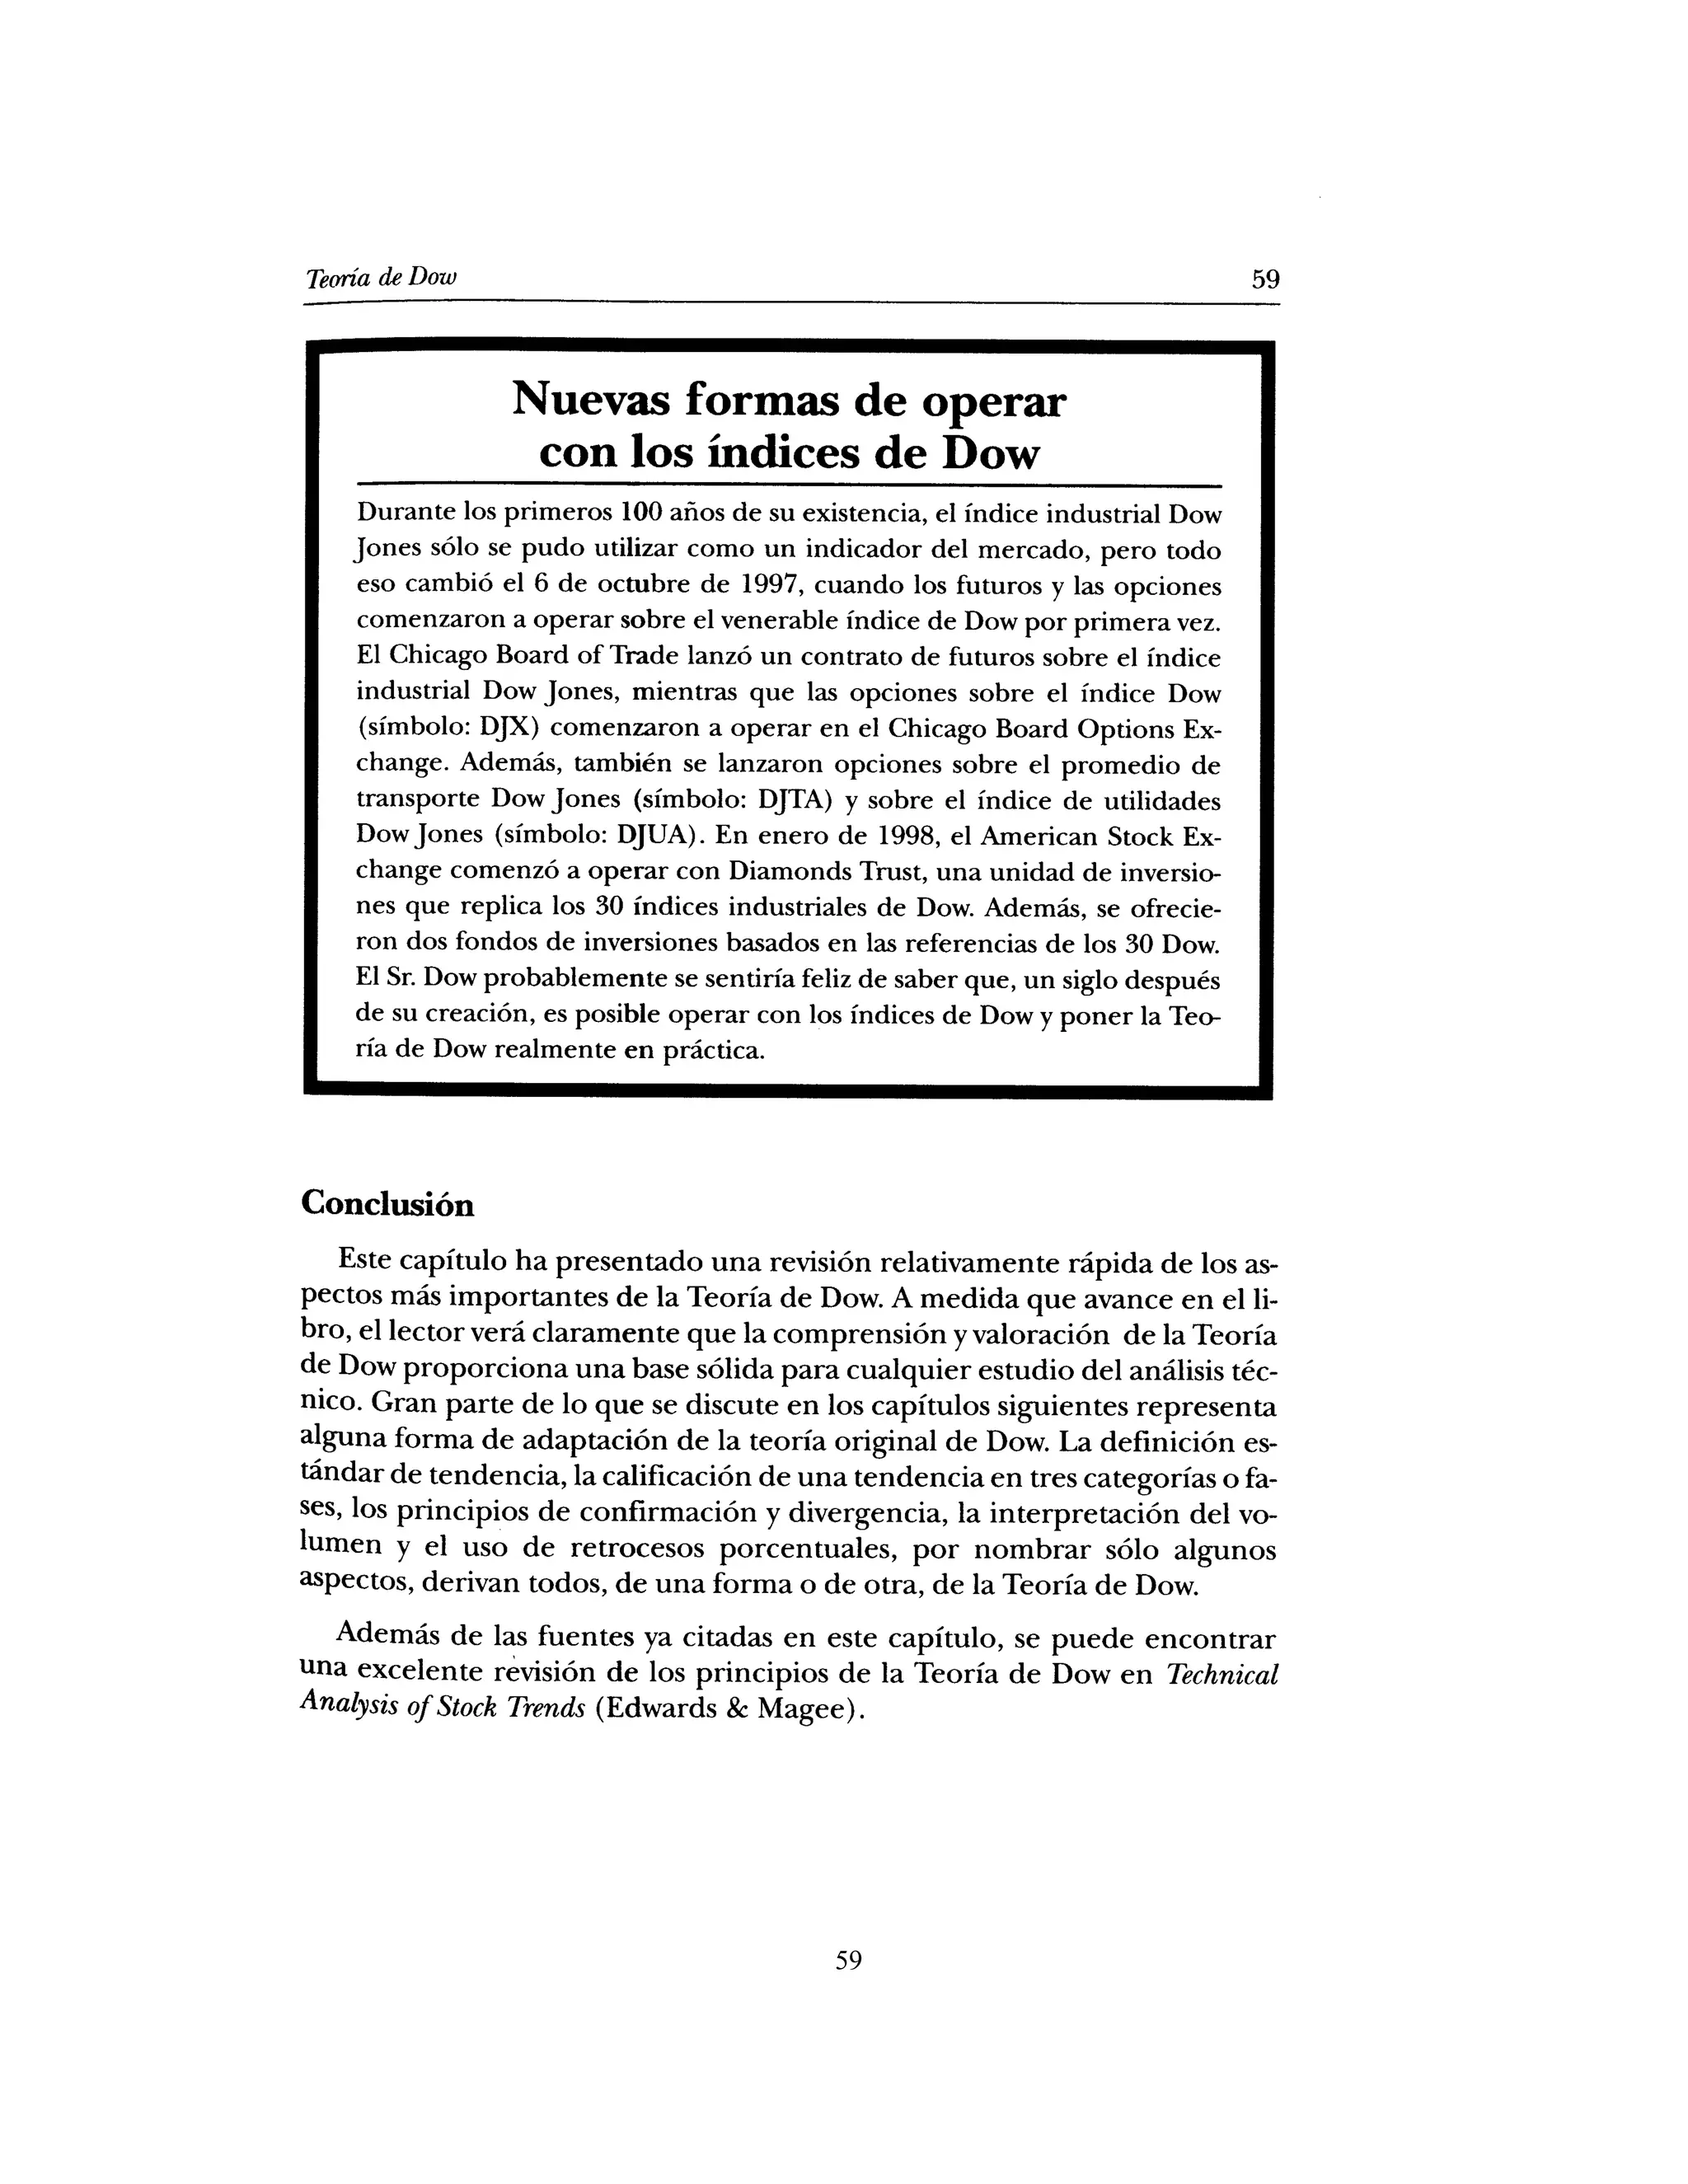 Teoría de Dow 59
Nuevas formas de operar
con los índices de Dow
Durante los primeros 100 años de su existencia, el índice industrial Dow
Jones sólo se pudo utilizar como un indicador del mercado, pero todo
eso cambió el 6 de octubre de 1997, cuando los futuros y las opciones
comenzaron a operar sobre el venerable índice de Dow por primera vez.
El Chicago Board of Trade lanzó un contrato de futuros sobre el índice
industrial Dow Jones, mientras que las opciones sobre el índice Dow
(símbolo: DJX) comenzaron a operar en el Chicago Board Options Ex-
change. Además, también se lanzaron opciones sobre el promedio de
transporte Dow Jones (símbolo: DJTA) y sobre el índice de utilidades
Dow Jones (símbolo: DJUA). En enero de 1998, el American Stock Ex-
change comenzó a operar con Diamonds Trust, una unidad de inversio-
nes que replica los 30 índices industriales de Dow. Además, se ofrecie-
ron dos fondos de inversiones basados en las referencias de los 30 Dow.
El Sr. Dow probablemente se sentiría feliz de saber que, un siglo después
de su creación, es posible operar con los índices de Dow y poner la Teo-
ría de Dow realmente en práctica.
Conclusión
Este capítulo ha presentado una revisión relativamente rápida de los as-
pectos más importantes de la Teoría de Dow. A medida que avance en el li-
bro, el lector verá claramente que la comprensión y valoración de la Teoría
de Dow proporciona una base sólida para cualquier estudio del análisis téc-
nico. Gran parte de lo que se discute en los capítulos siguientes representa
alguna forma de adaptación de la teoría original de Dow. La definición es-
tándar de tendencia, la calificación de una tendencia en tres categorías o fa-
ses, los principios de confirmación y divergencia, la interpretación del vo-
lumen y el uso de retrocesos porcentuales, por nombrar sólo algunos
aspectos, derivan todos, de una forma o de otra, de la Teoría de Dow.
Además de las fuentes ya citadas en este capítulo, se puede encontrar
una excelente revisión de los principios de la Teoría de Dow en Technical
Analysis of Stock Trends (Edwards & Magee).
59